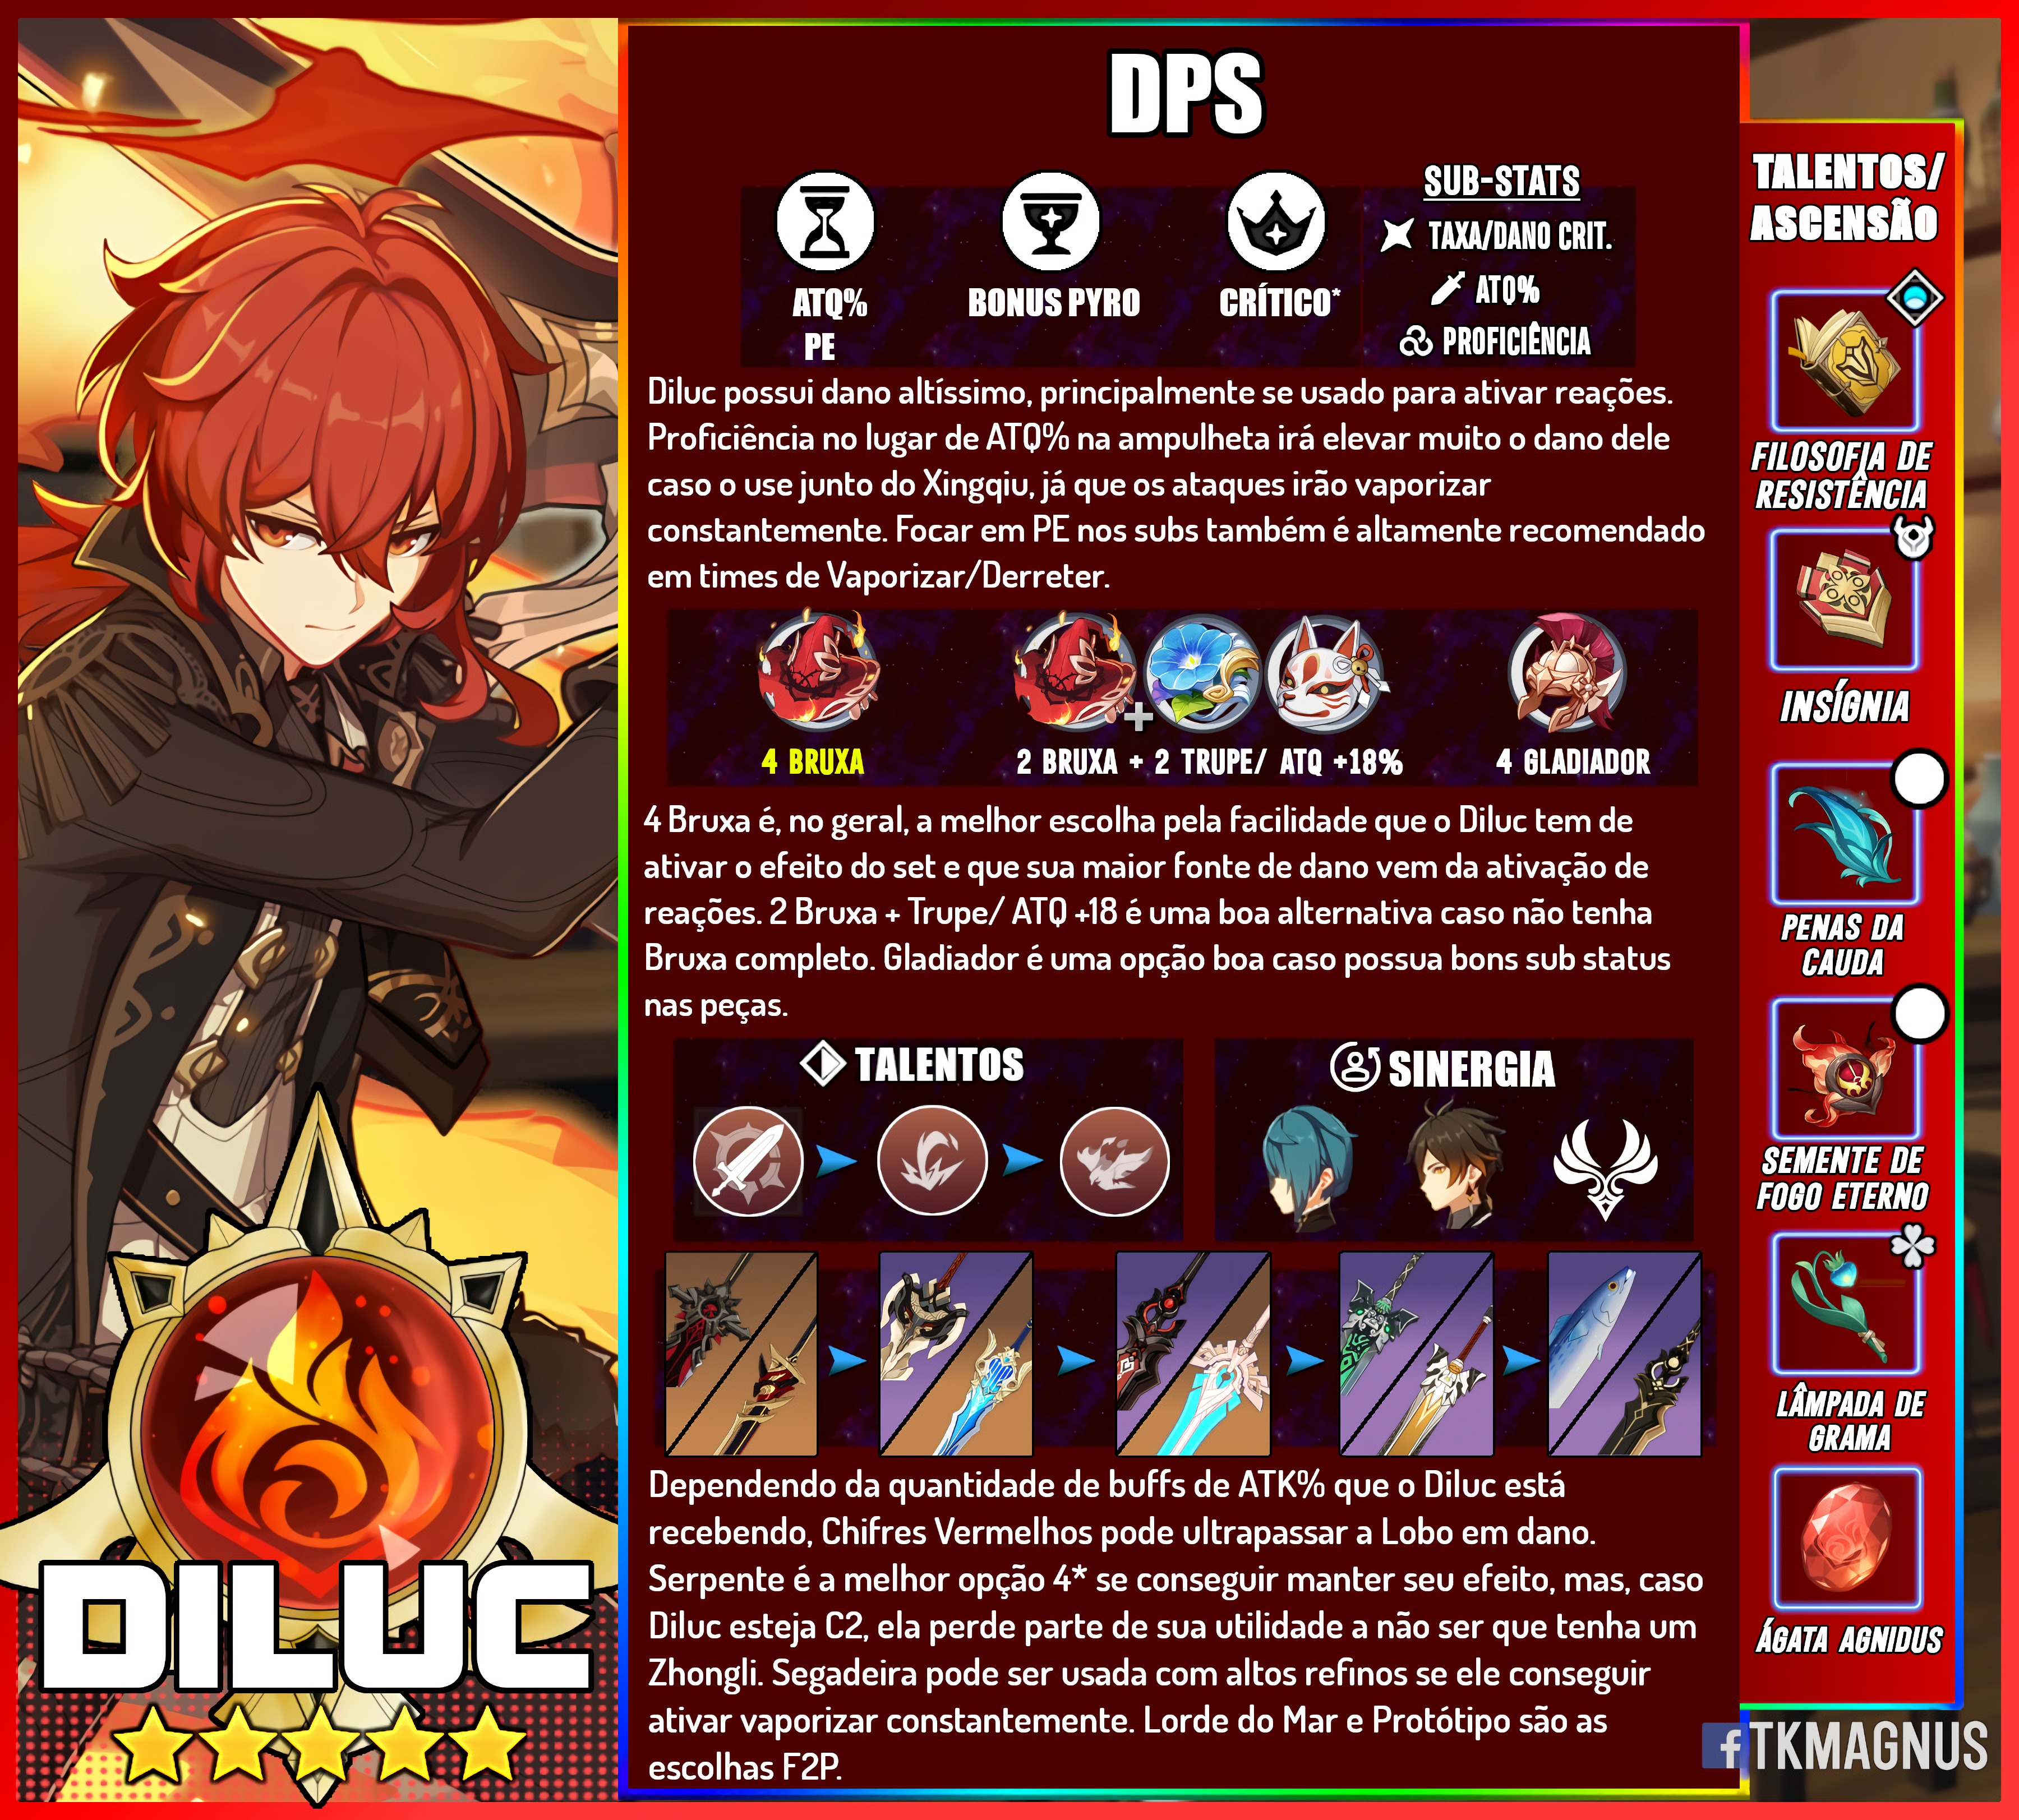 DPS
ATQ%
PE
BONUS PYRO
CRÍTICO*
SUB-STATS
TAXA/DANO CRIT.
ATQ%
PROFICIÊNCIA
Diluc possui dano altíssimo, principalmente se usado para ativar reações.
Proficiência no lugar de ATQ% na ampulheta irá elevar muito o dano dele
caso o use junto do Xingqiu, já que os ataques irão vaporizar
constantemente. Focar em PE nos subs também é altamente recomendado
em times de Vaporizar/Derreter.
4 BRUXA
2 BRUXA + 2 TRUPE/ ATQ +18%
4 GLADIADOR
4 Bruxa é, no geral, a melhor escolha pela facilidade que o Diluc tem de
ativar o efeito do set e que sua maior fonte de dano vem da ativação de
reações. 2 Bruxa + Trupe/ ATQ +18 é uma boa alternativa caso não tenha
Bruxa completo. Gladiador é uma opção boa caso possua bons sub status
nas peças.
TALENTOS
SINERGIA
Dependendo da quantidade de buffs de ATK% que o Diluc está
recebendo, Chifres Vermelhos pode ultrapassar a Lobo em dano.
Serpente é a melhor opção 4* se conseguir manter seu efeito, mas, caso
Diluc esteja C2, ela perde parte de sua utilidade a não ser que tenha um
Zhongli. Segadeira pode ser usada com altos refinos se ele conseguir
ativar vaporizar constantemente. Lorde do Mar e Protótipo são as
escolhas F2P.
TALENTOS/
ASCENSÃO
FILOSOFIA DE
RESISTÊNCIA
INSÍGNIA
PENAS DA
CAUDA
SEMENTE DE
FOGO ETERNO
LÂMPADA DE
GRAMA
ÁGATA AGNIDUS
DILUC
f TKMAGNUS